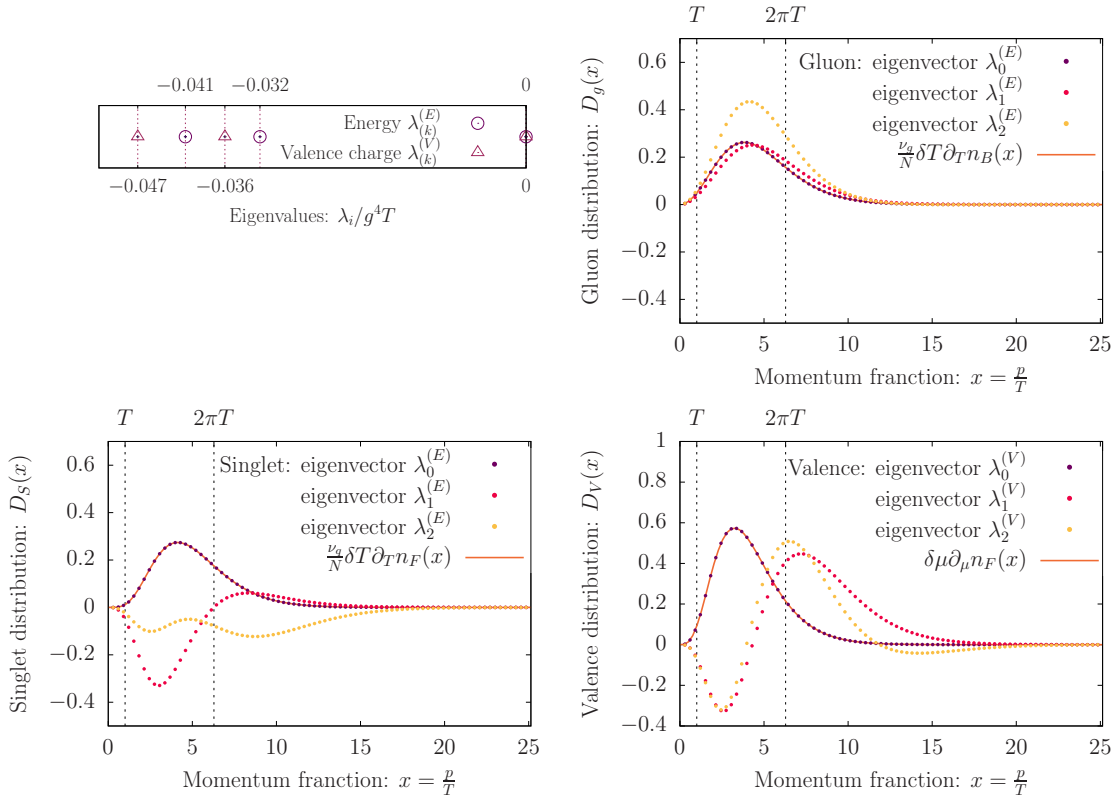 −0.041 −0.032 0
Energy λ_(k)^(E)
Valence charge λ_(k)^(V)
−0.047 −0.036 0
Eigenvalues: λ_i/g⁴T
T 2πT
Gluon distribution: D_g(x)
0.6
0.4
0.2
0
−0.2
−0.4
Gluon: eigenvector λ_0^(E)
eigenvector λ_1^(E)
eigenvector λ_2^(E)
ν_g/N δT∂_T n_B(x)
0 5 10 15 20 25
Momentum franction: x = p/T
T 2πT
Singlet distribution: D_S(x)
0.6
0.4
0.2
0
−0.2
−0.4
Singlet: eigenvector λ_0^(E)
eigenvector λ_1^(E)
eigenvector λ_2^(E)
ν_q/N δT∂_T n_F(x)
0 5 10 15 20 25
Momentum franction: x = p/T
T 2πT
Valence distribution: D_V(x)
1
0.8
0.6
0.4
0.2
0
−0.2
−0.4
Valence: eigenvector λ_0^(V)
eigenvector λ_1^(V)
eigenvector λ_2^(V)
δμ∂_μ n_F(x)
0 5 10 15 20 25
Momentum franction: x = p/T